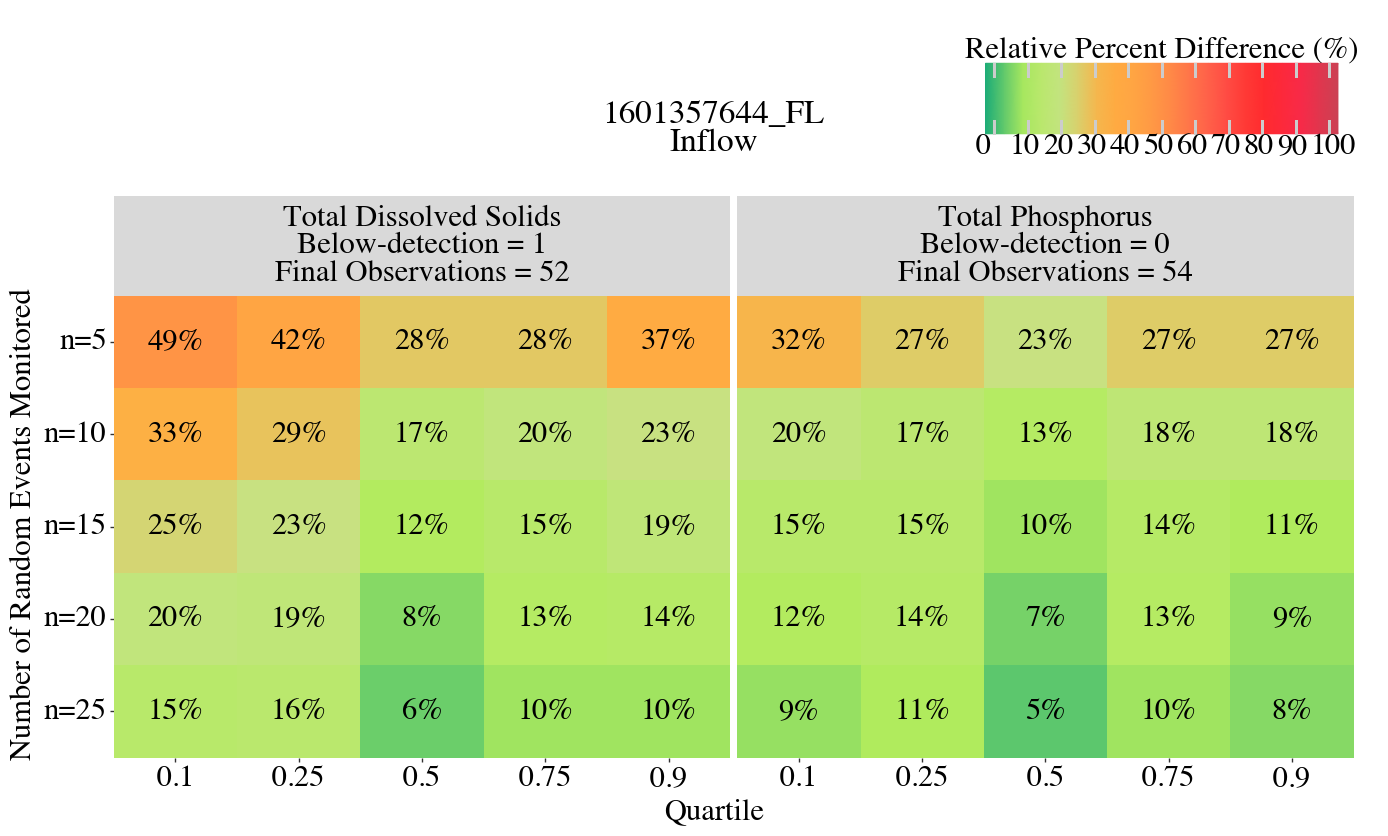 Relative Percent Difference (%)
0 10 20 30 40 50 60 70 80 90 100
1601357644_FL
Inflow
Total Dissolved Solids
Below-detection = 1
Final Observations = 52
Total Phosphorus
Below-detection = 0
Final Observations = 54
Number of Random Events Monitored
n=5 49% 42% 28% 28% 37% 32% 27% 23% 27% 27%
n=10 33% 29% 17% 20% 23% 20% 17% 13% 18% 18%
n=15 25% 23% 12% 15% 19% 15% 15% 10% 14% 11%
n=20 20% 19% 8% 13% 14% 12% 14% 7% 13% 9%
n=25 15% 16% 6% 10% 10% 9% 11% 5% 10% 8%
0.1 0.25 0.5 0.75 0.9 0.1 0.25 0.5 0.75 0.9
Quartile